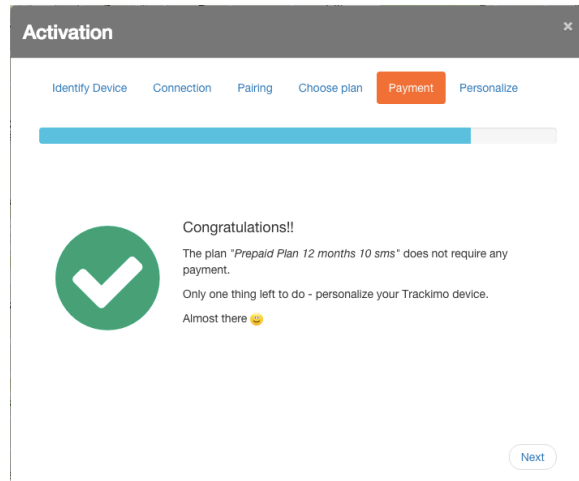 Activation
×
Identify Device Connection Pairing Choose plan Payment Personalize
Congratulations!!
The plan "Prepaid Plan 12 months 10 sms" does not require any
payment.
Only one thing left to do - personalize your Trackimo device.
Almost there 😀
Next